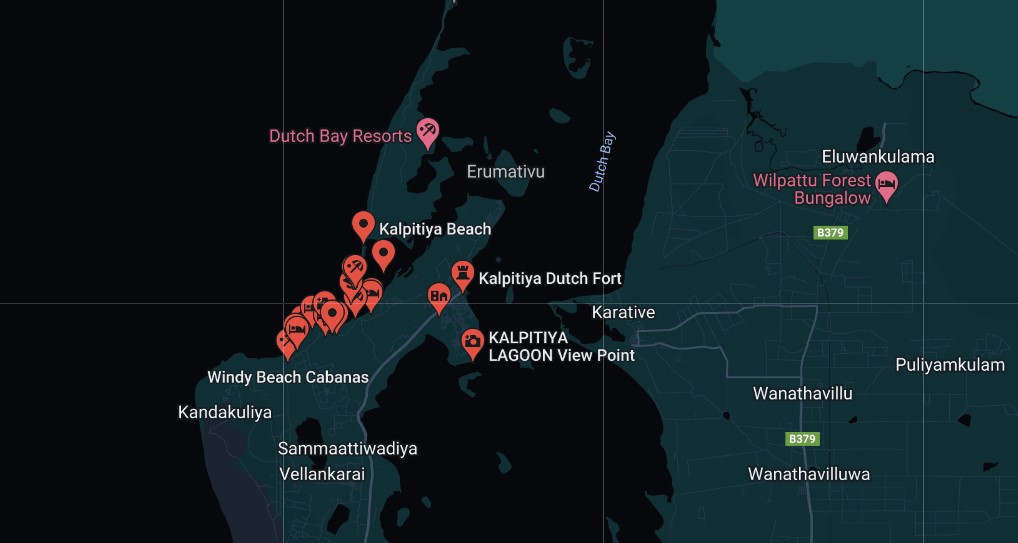 Dutch Bay Resorts
Erumativu
Dutch Bay
Eluwankulama
Wilpattu Forest
Bungalow
Kalpitiya Beach
B379
Kalpitiya Dutch Fort
Karative
KALPITIYA
LAGOON View Point
Puliyamkulam
Windy Beach Cabanas
Wanathavillu
Kandakuliya
B379
Sammaattiwadiya
Vellankarai
Wanathavilluwa